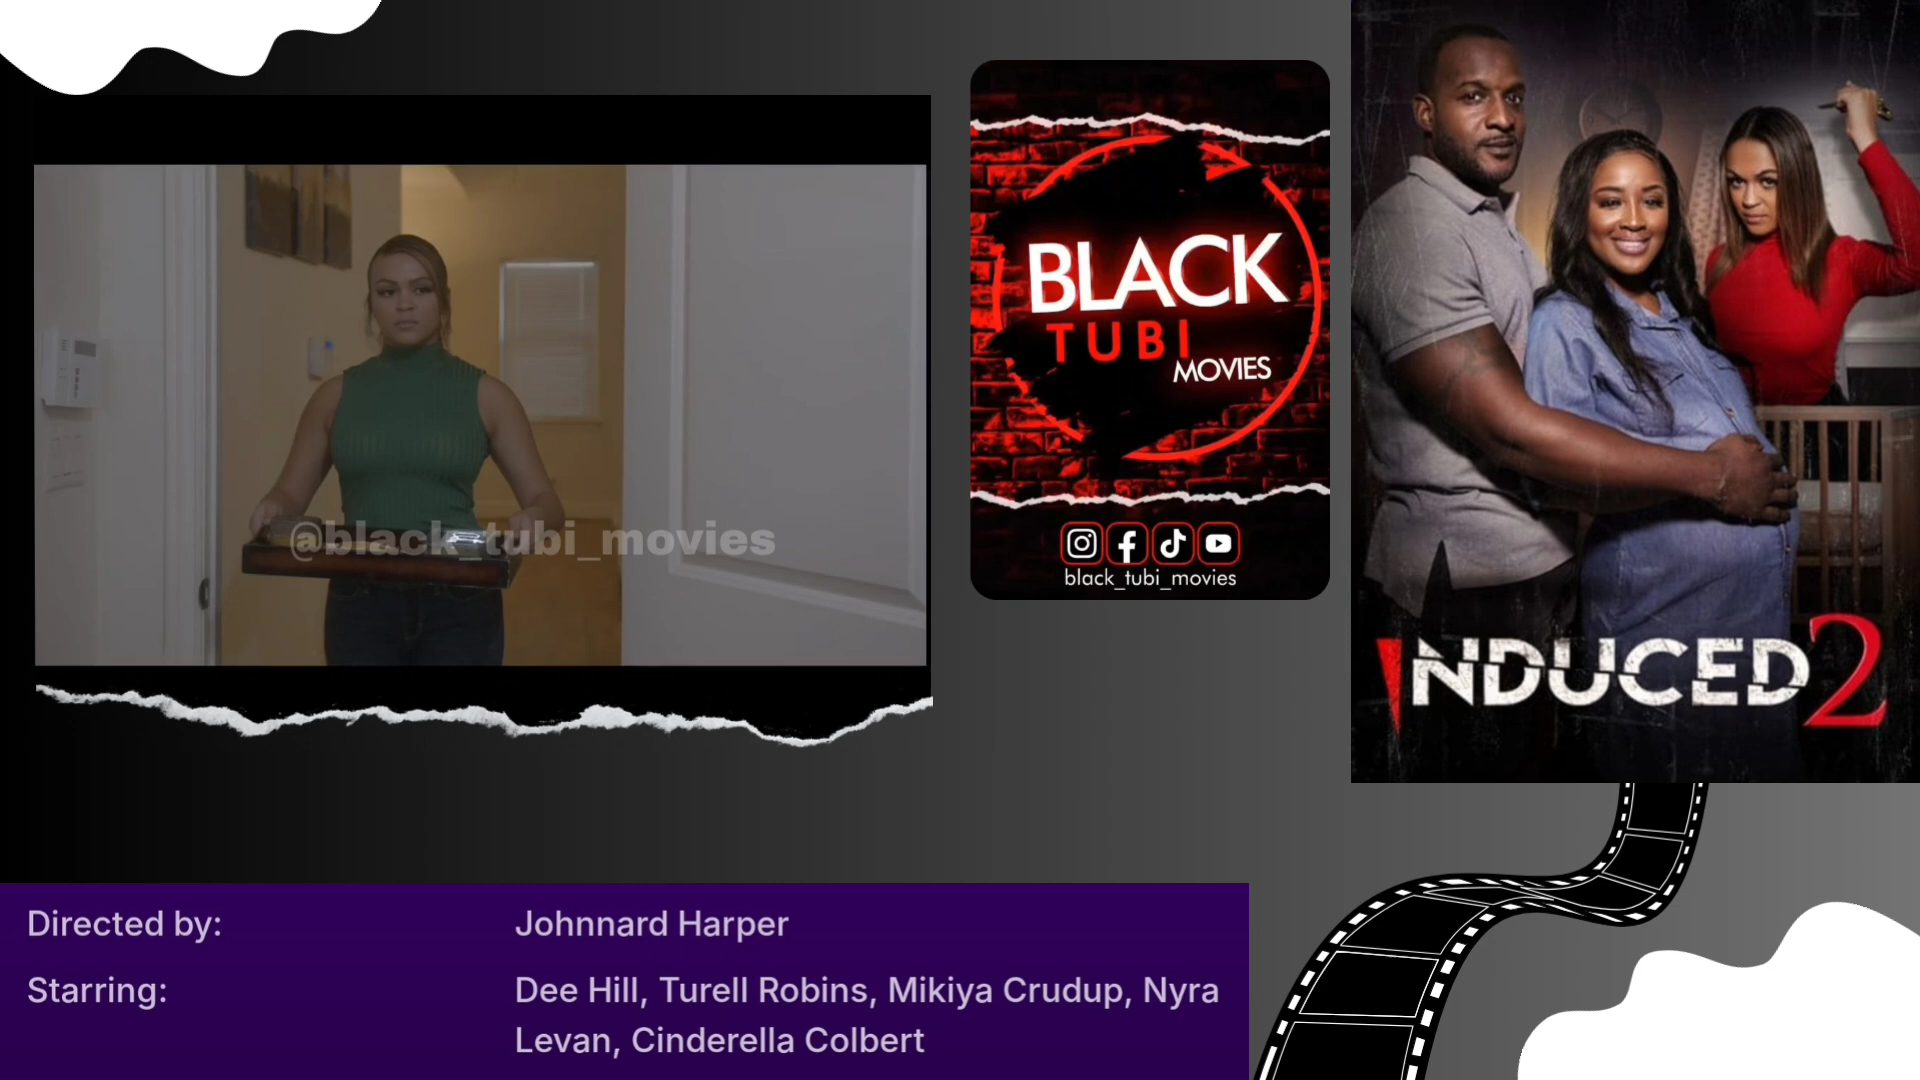 @black_tubi_movies
BLACK
TUBI
MOVIES
black_tubi_movies
INDUCED 2
Directed by: Johnnard Harper
Starring: Dee Hill, Turell Robins, Mikiya Crudup, Nyra
Levan, Cinderella Colbert